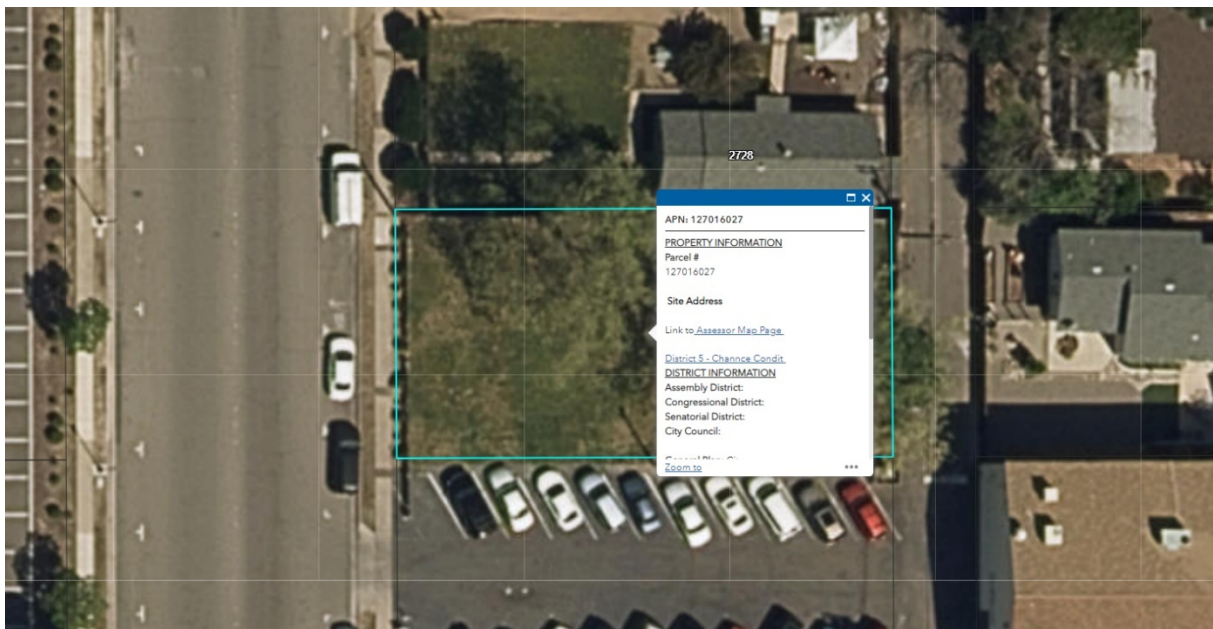 2728
APN: 127016027
PROPERTY INFORMATION
Parcel #
127016027
Site Address
Link to Assessor Map Page
District 5 - Channce Condit
DISTRICT INFORMATION
Assembly District:
Congressional District:
Senatorial District:
City Council:
Zoom to